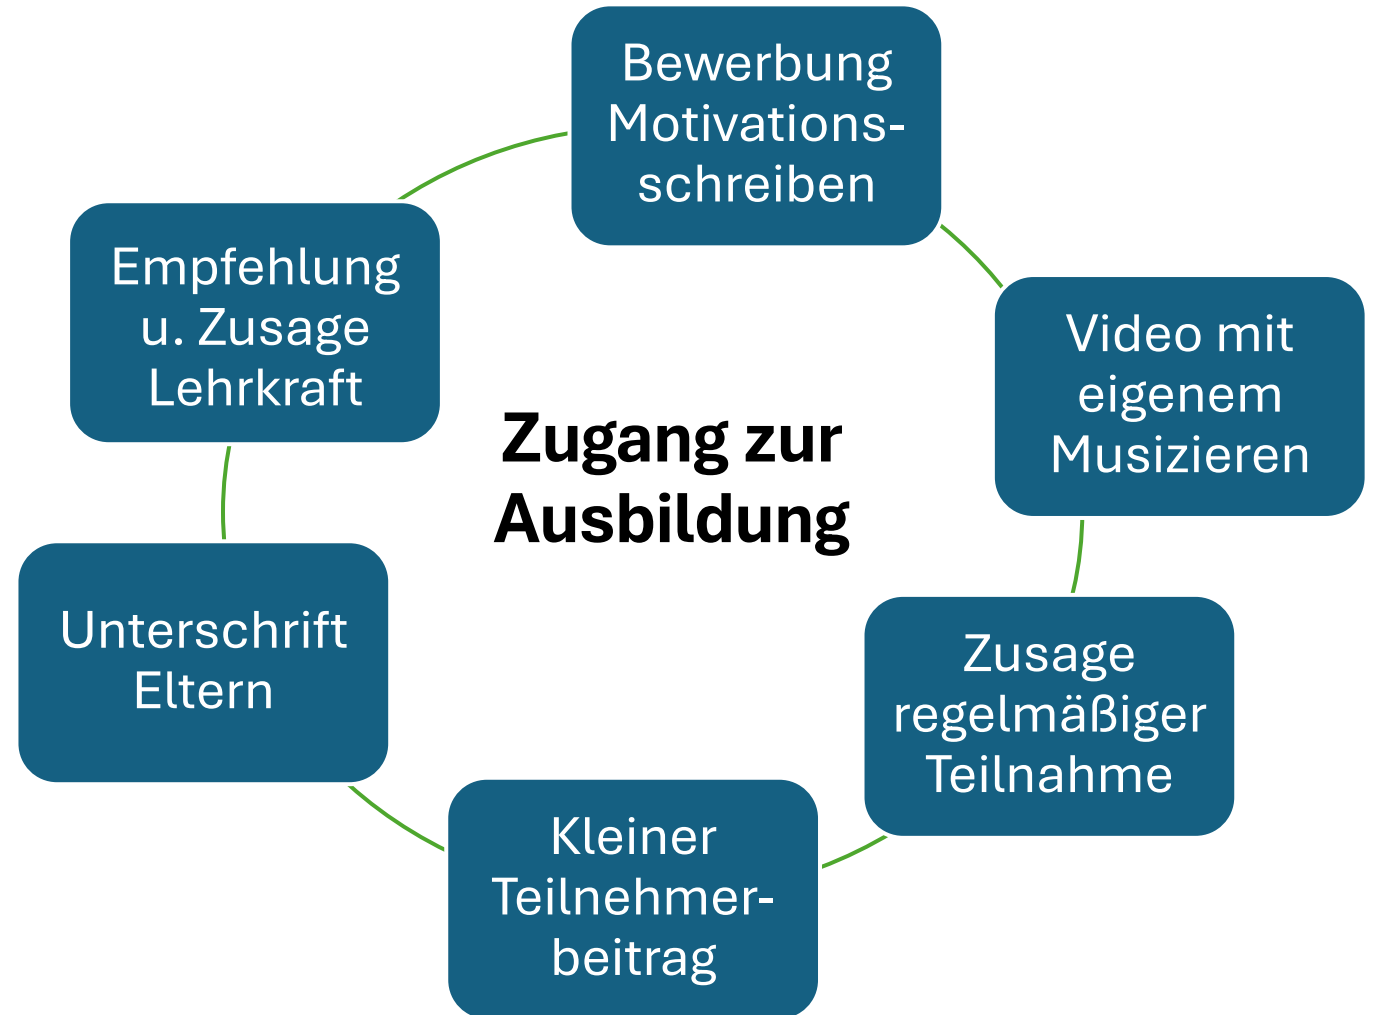 Bewerbung
Motivations-
schreiben
Video mit
eigenem
Musizieren
Zusage
regelmäßiger
Teilnahme
Kleiner
Teilnehmer-
beitrag
Unterschrift
Eltern
Empfehlung
u. Zusage
Lehrkraft
Zugang zur
Ausbildung